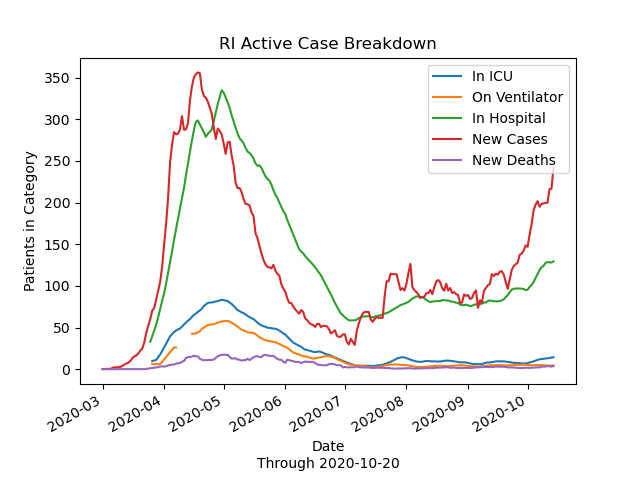 RI Active Case Breakdown
In ICU
On Ventilator
In Hospital
New Cases
New Deaths
Patients in Category
350
300
250
200
150
100
50
0
2020-03
2020-04
2020-05
2020-06
2020-07
2020-08
2020-09
2020-10
Date
Through 2020-10-20